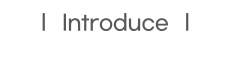 | Introduce |